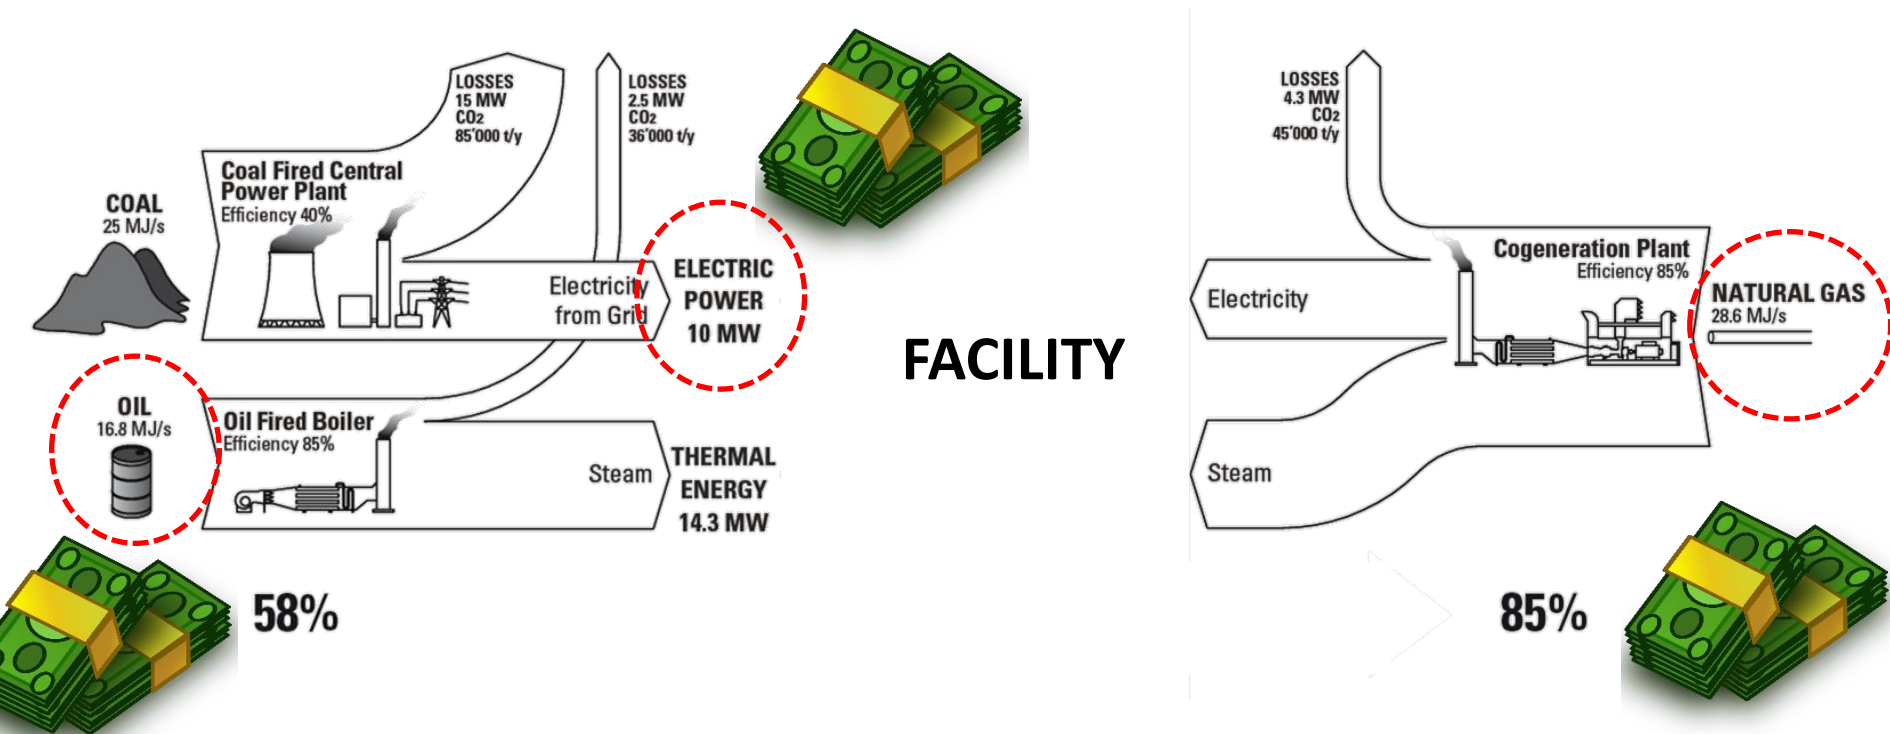 LOSSES
15 MW
CO2
85'000 t/y
LOSSES
2.5 MW
CO2
36'000 t/y
Coal Fired Central
Power Plant
Efficiency 40%
COAL
25 MJ/s
Electricity
from Grid
ELECTRIC
POWER
10 MW
OIL
16.8 MJ/s
Oil Fired Boiler
Efficiency 85%
Steam
THERMAL
ENERGY
14.3 MW
58%
FACILITY
LOSSES
4.3 MW
CO2
45'000 t/y
Cogeneration Plant
Efficiency 85%
Electricity
NATURAL GAS
28.6 MJ/s
Steam
85%